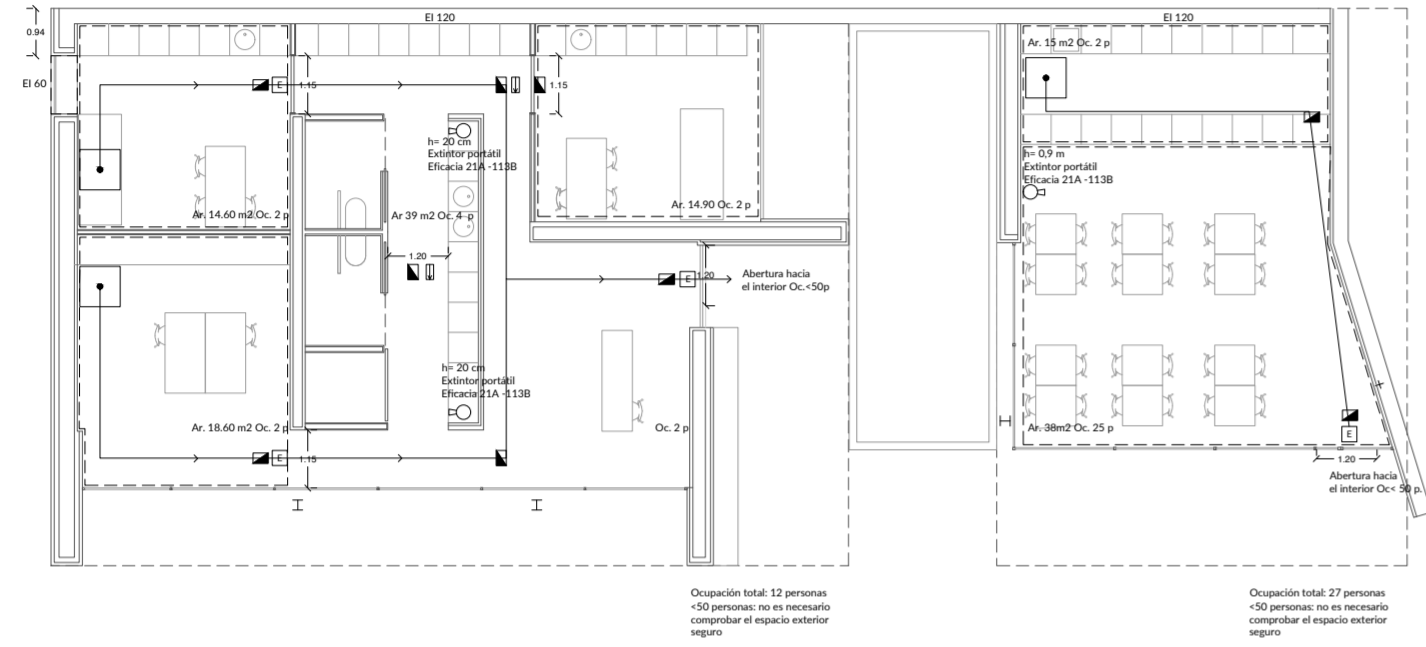 EI 120
EI 120
0.94
Ar. 15 m2 Oc. 2 p
EI 60
E
1.15
1.15
h= 20 cm
Extintor portátil
Eficacia 21A -113B
h= 0,9 m
Extintor portátil
Eficacia 21A -113B
Ar. 14.60 m2 Oc. 2 p
Ar 39 m2 Oc. 4 p
Ar. 14.90 Oc. 2 p
1.20
E
1.20
Abertura hacia
el interior Oc.<50p
h= 20 cm
Extintor portátil
Eficacia 21A -113B
Ar. 18.60 m2 Oc. 2 p
Oc. 2 p
Ar. 38m2 Oc. 25 p
E
E
1.15
1.20
Abertura hacia
el interior Oc< 50 p.
Ocupación total: 12 personas
<50 personas: no es necesario
comprobar el espacio exterior
seguro
Ocupación total: 27 personas
<50 personas: no es necesario
comprobar el espacio exterior
seguro